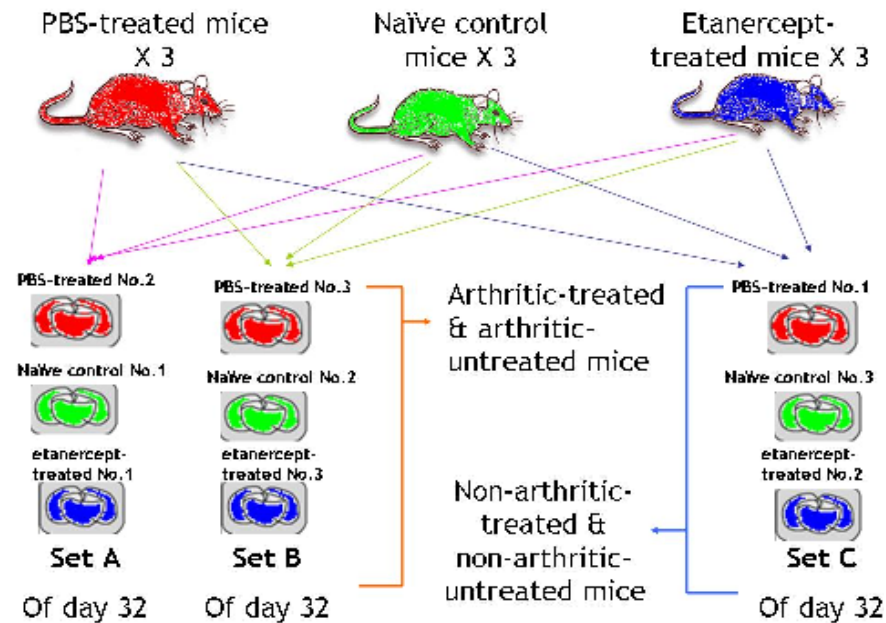 PBS-treated mice
X 3
Naïve control
mice X 3
Etanercept-
treated mice X 3
PBS-treated No.2
Naïve control No.1
etanercept-
treated No.1
Set A
Of day 32
PBS-treated No.3
Naïve control No.2
etanercept-
treated No.3
Set B
Of day 32
Arthritic-treated
& arthritic-
untreated mice
Non-arthritic-
treated &
non-arthritic-
untreated mice
PBS-treated No.1
Naïve control No.3
etanercept-
treated No.2
Set C
Of day 32